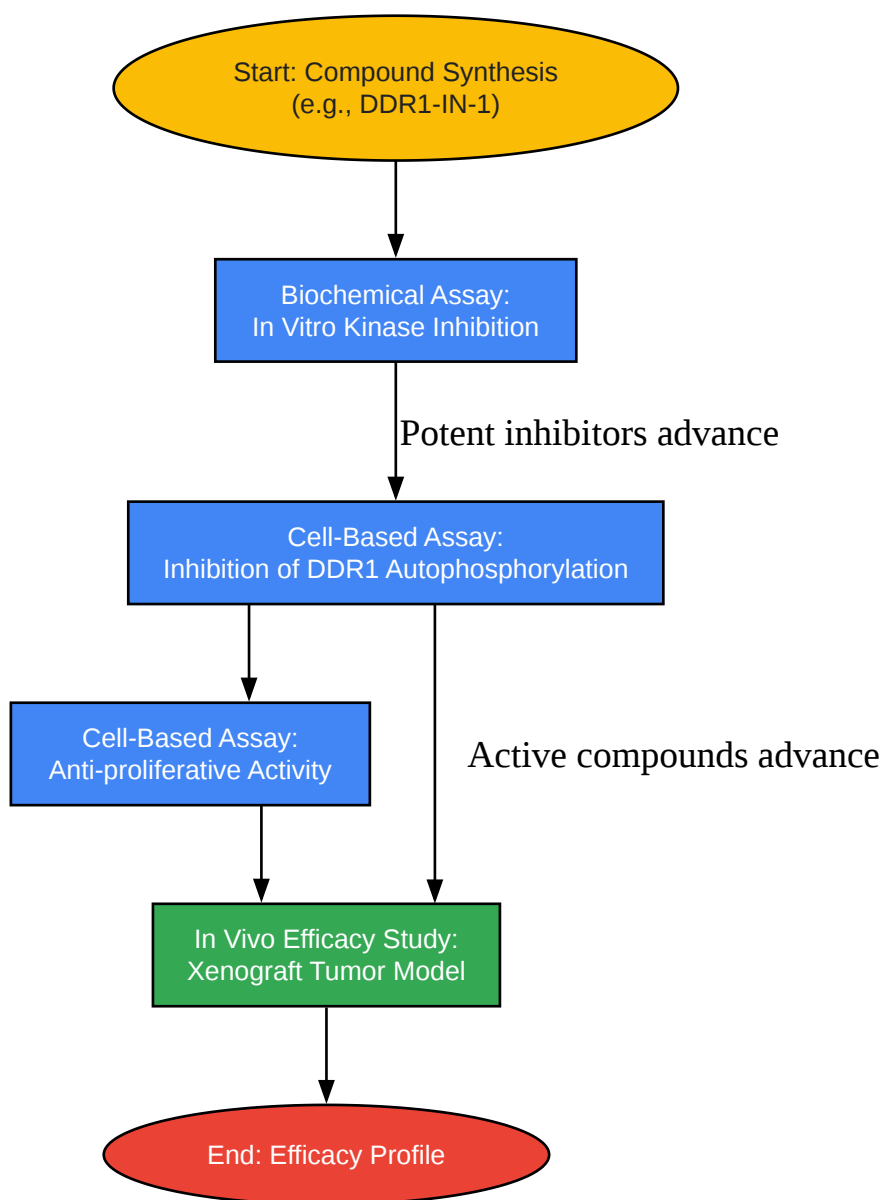 Start: Compound Synthesis
(e.g., DDR1-IN-1)
Biochemical Assay:
In Vitro Kinase Inhibition
Potent inhibitors advance
Cell-Based Assay:
Inhibition of DDR1 Autophosphorylation
Cell-Based Assay:
Anti-proliferative Activity
Active compounds advance
In Vivo Efficacy Study:
Xenograft Tumor Model
End: Efficacy Profile